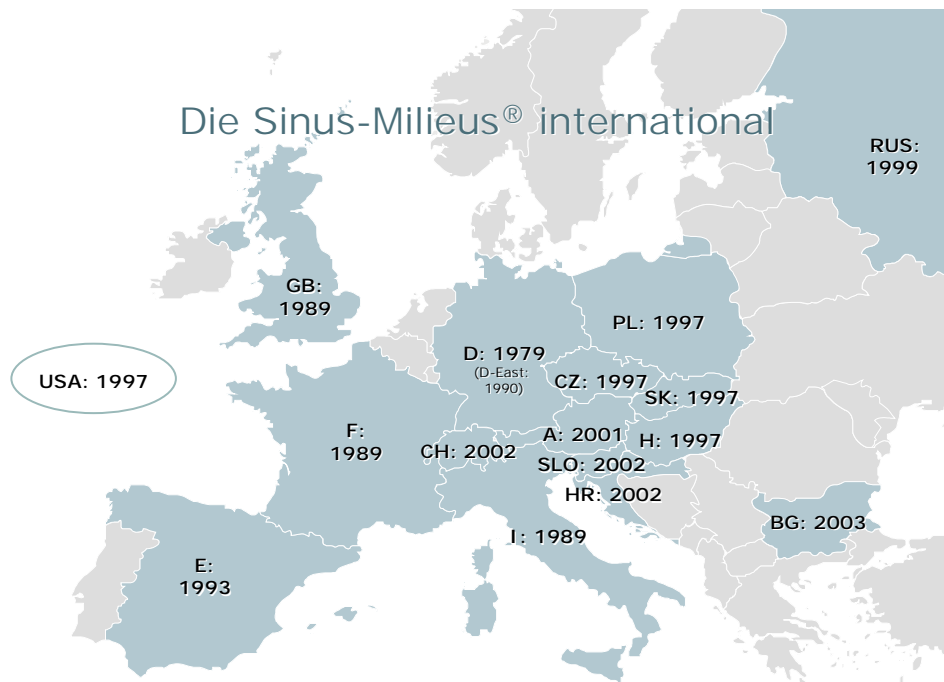 Die Sinus-Milieus® international
RUS:
1999
GB:
1989
PL: 1997
D: 1979
(D-East:
1990)
USA: 1997
CZ: 1997
SK: 1997
F:
1989
CH: 2002
A: 2001
H: 1997
SLO: 2002
HR: 2002
BG: 2003
I: 1989
E:
1993